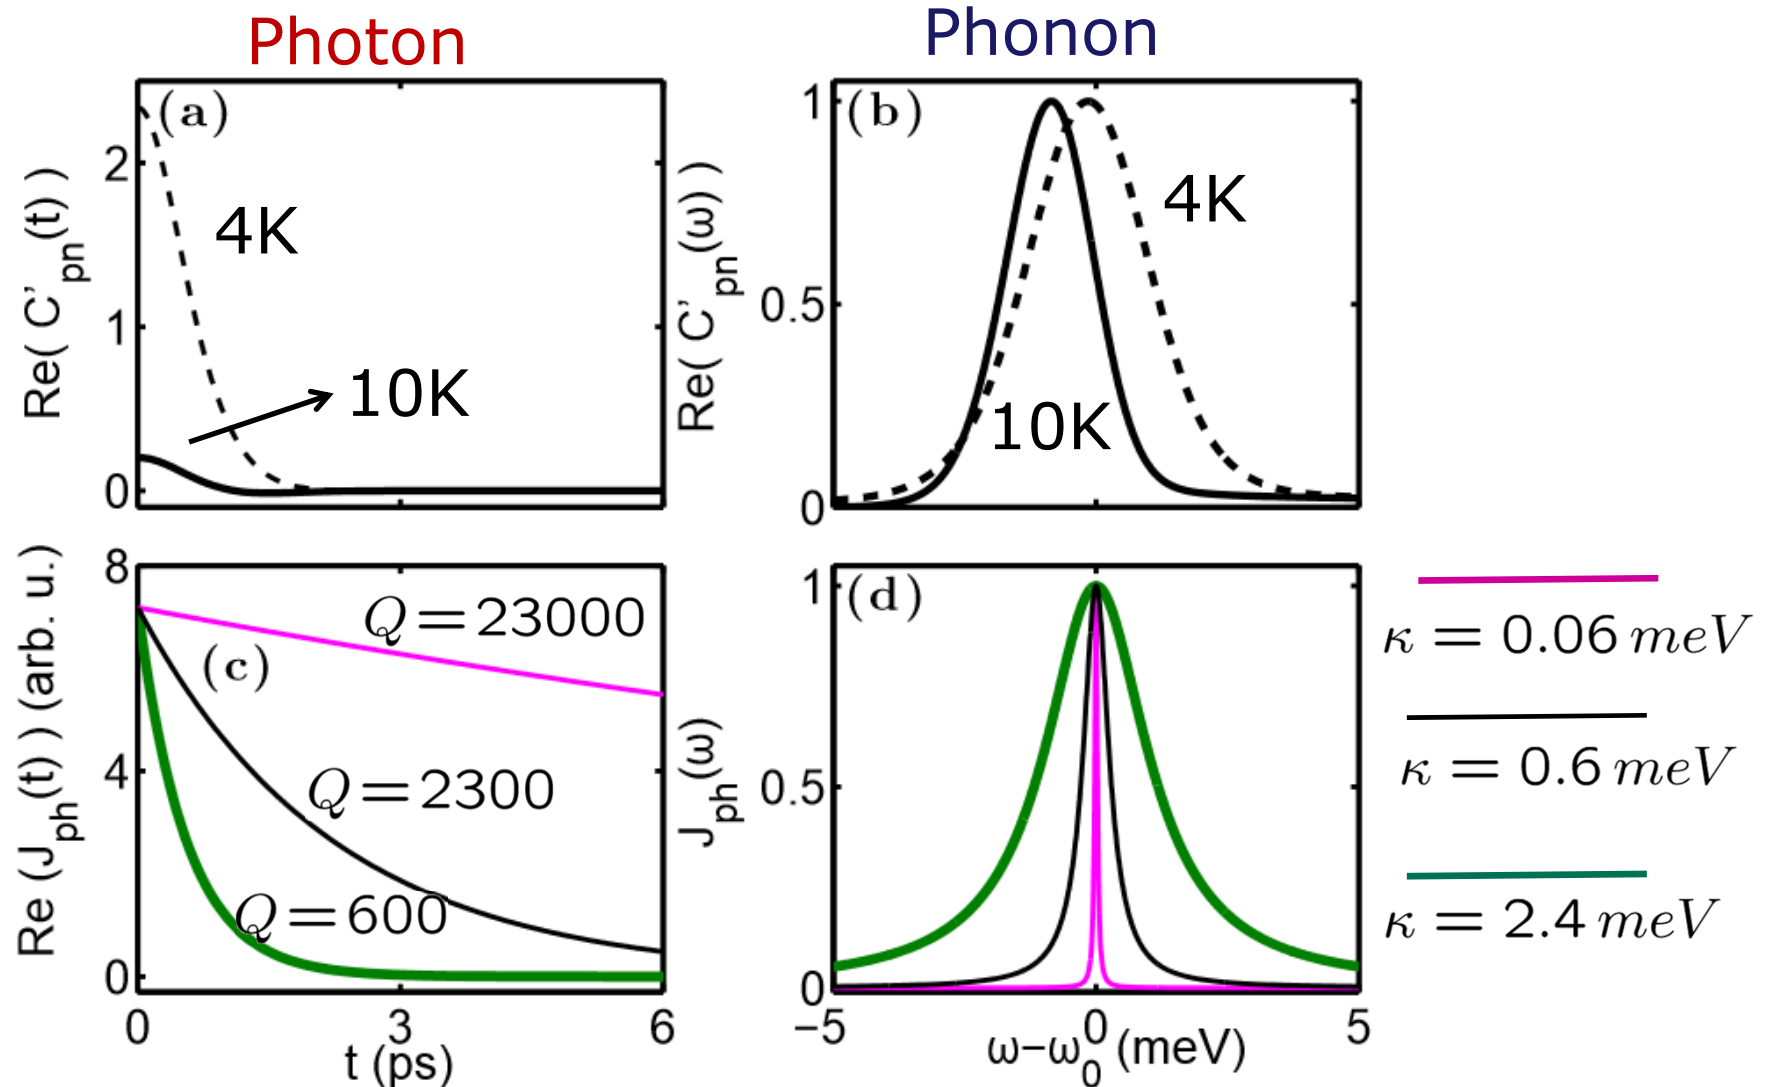 Photon
Phonon
(a)
Re( C'pn(t) )
2
1
0
4K
10K
(b)
Re( C'pn(ω) )
1
0.5
0
4K
10K
(c)
Re (Jph(t) ) (arb. u.)
8
4
0
Q=23000
Q=2300
Q=600
0 3 6
t (ps)
(d)
Jph(ω)
1
0.5
0
−5 0 5
ω−ω0 (meV)
κ = 0.06 meV
κ = 0.6 meV
κ = 2.4 meV